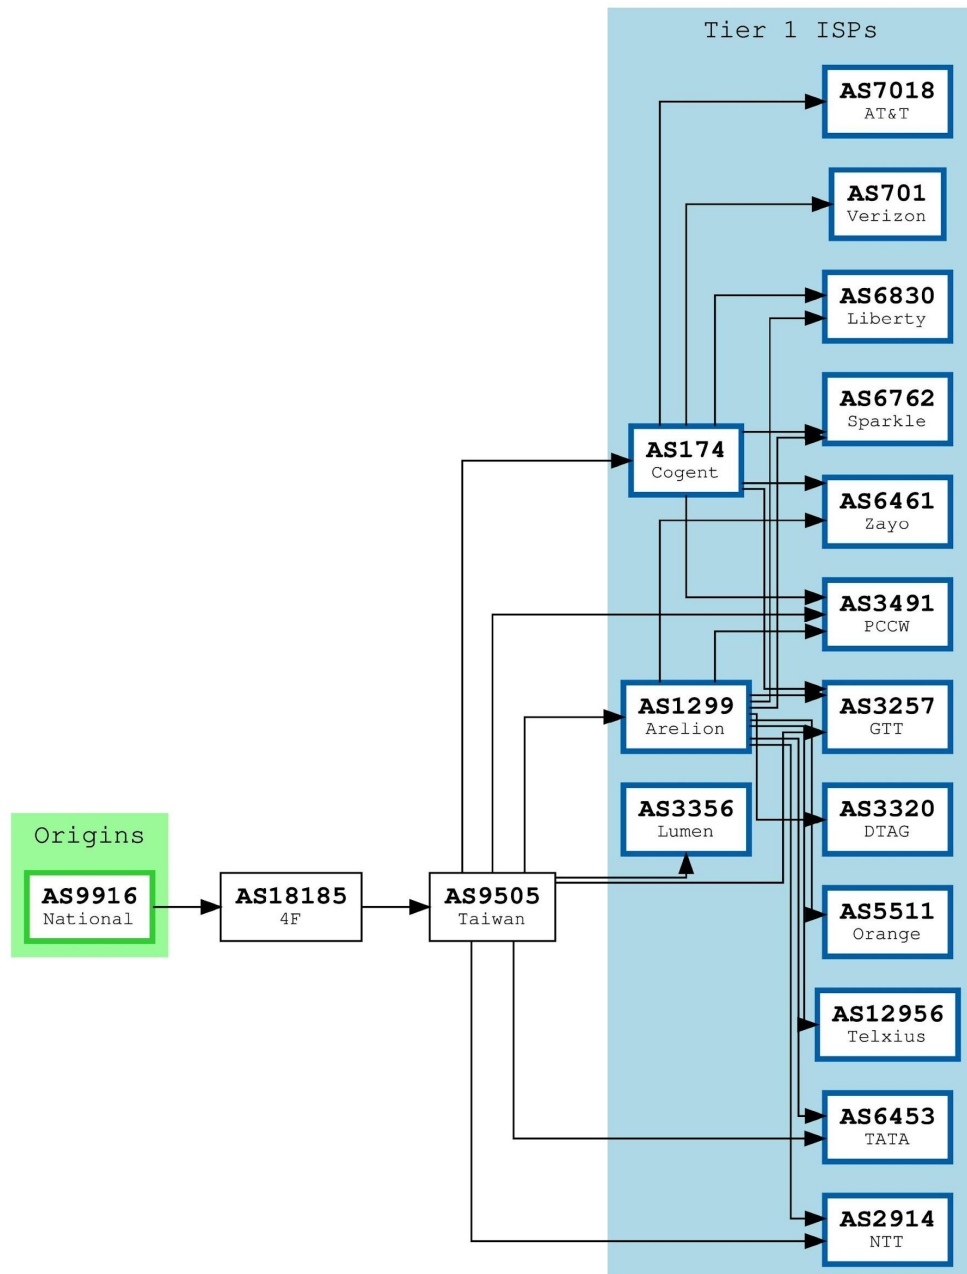 Tier 1 ISPs
AS7018
AT&T
AS701
Verizon
AS6830
Liberty
AS6762
Sparkle
AS174
Cogent
AS6461
Zayo
AS3491
PCCW
AS1299
Arelion
AS3257
GTT
AS3356
Lumen
AS3320
DTAG
Origins
AS9916
National
AS18185
4F
AS9505
Taiwan
AS5511
Orange
AS12956
Telxius
AS6453
TATA
AS2914
NTT